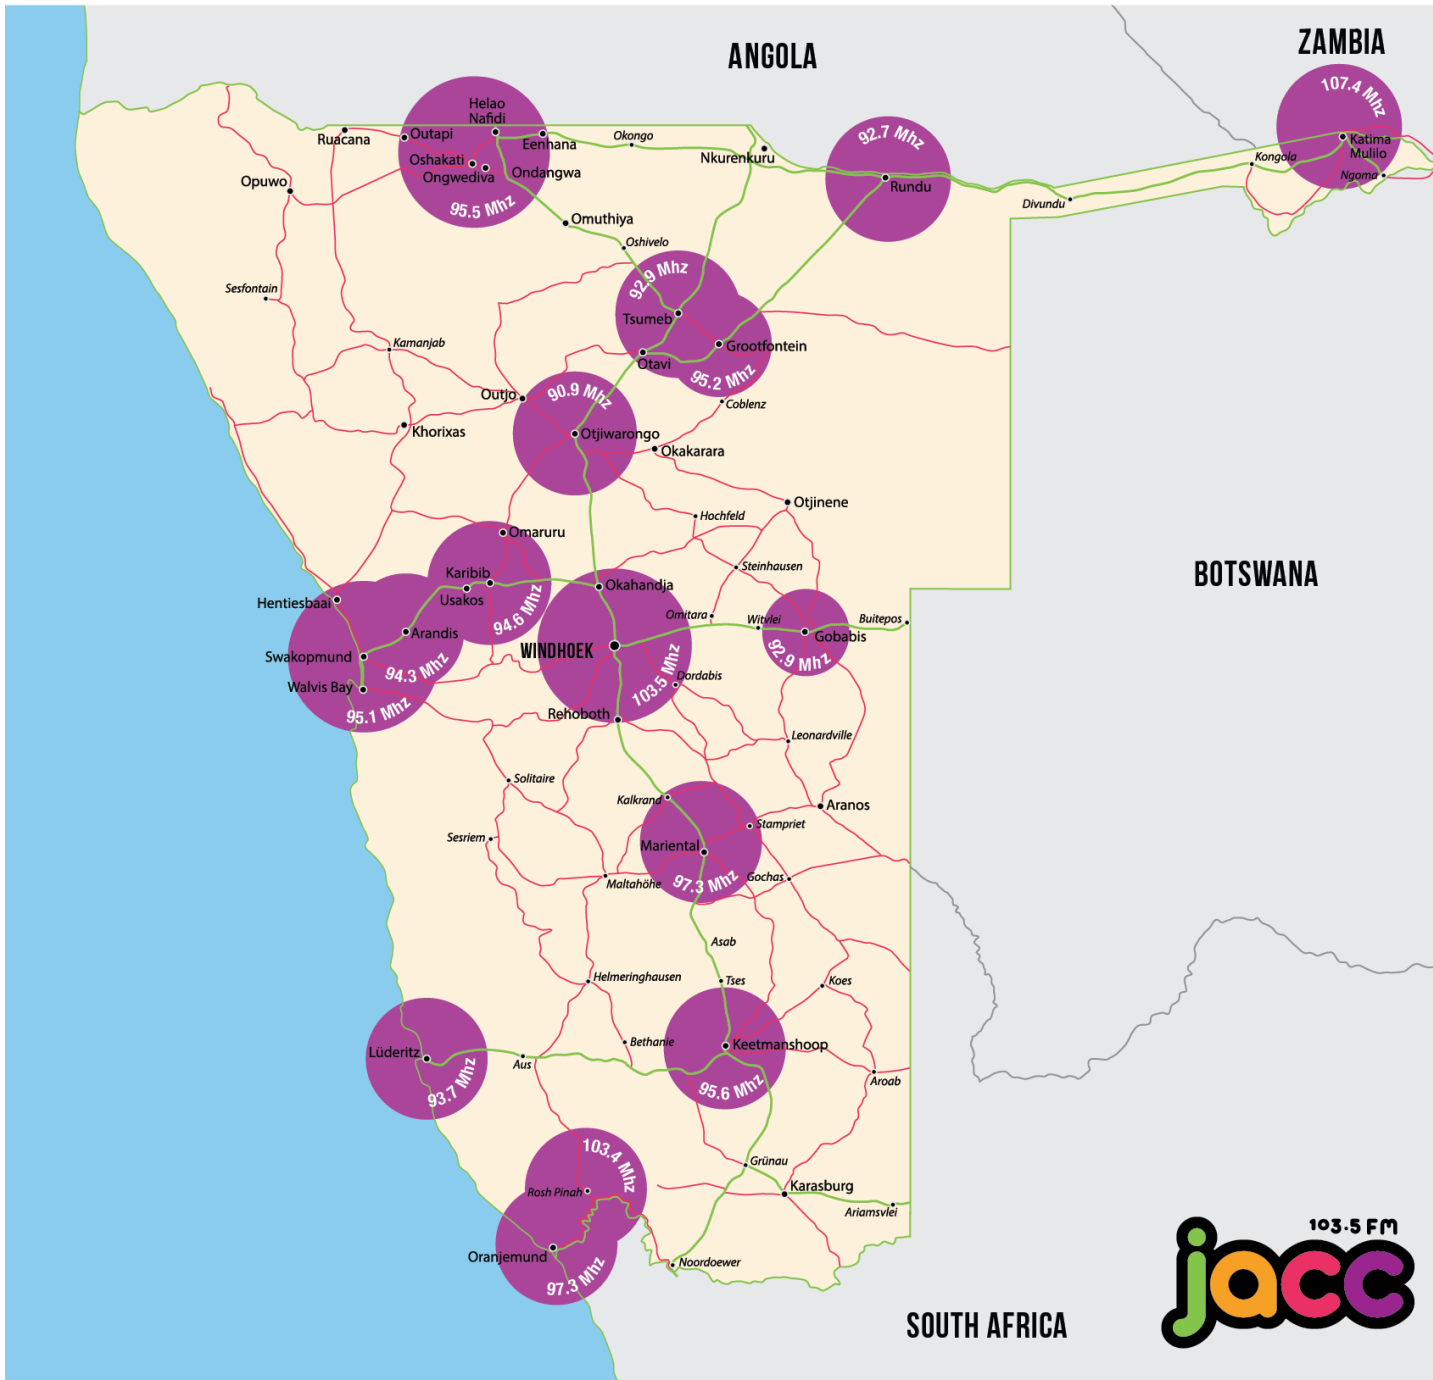 ANGOLA
ZAMBIA
107.4 Mhz
Katima
Mulilo
Kongola
Ngoma
Divundu
92.7 Mhz
Rundu
Nkurenkuru
Okongo
Helao
Nafidi
Eenhana
Outapi
Ruacana
Oshakati
Ongwediva
Ondangwa
95.5 Mhz
Opuwo
Omuthiya
Oshivelo
Sesfontain
92.9 Mhz
Tsumeb
Grootfontein
Otavi
95.2 Mhz
Kamanjab
Outjo
90.9 Mhz
Coblenz
Khorixas
Otjiwarongo
Okakarara
Otjinene
Hochfeld
Omaruru
Steinhausen
BOTSWANA
Karibib
Usakos
94.6 Mhz
Okahandja
Hentiesbaai
Arandis
Omitara
Witvlei
Buitepos
Gobabis
92.9 Mhz
Swakopmund
94.3 Mhz
WINDHOEK
103.5 Mhz
Dordabis
Walvis Bay
95.1 Mhz
Rehoboth
Leonardville
Solitaire
Kalkrand
Aranos
Stampriet
Sesriem
Mariental
97.3 Mhz
Maltahöhe
Gochas
Asab
Helmeringhausen
Tses
Koes
Bethanie
Keetmanshoop
95.6 Mhz
Lüderitz
93.7 Mhz
Aus
Aroab
103.4 Mhz
Rosh Pinah
Grünau
Karasburg
Ariamsvlei
Oranjemund
97.3 Mhz
Noordoewer
SOUTH AFRICA
103.5 FM
jacc